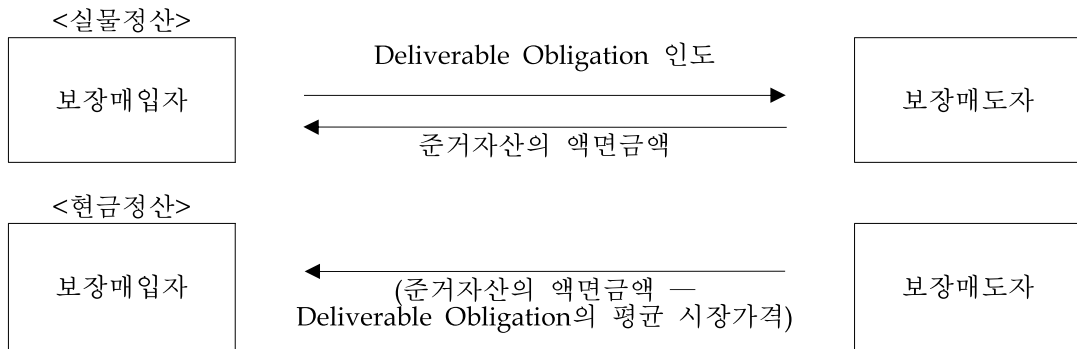 <실물정산>
보장매입자
Deliverable Obligation 인도
준거자산의 액면금액
보장매도자
<현금정산>
보장매입자
(준거자산의 액면금액 —
Deliverable Obligation의 평균 시장가격)
보장매도자